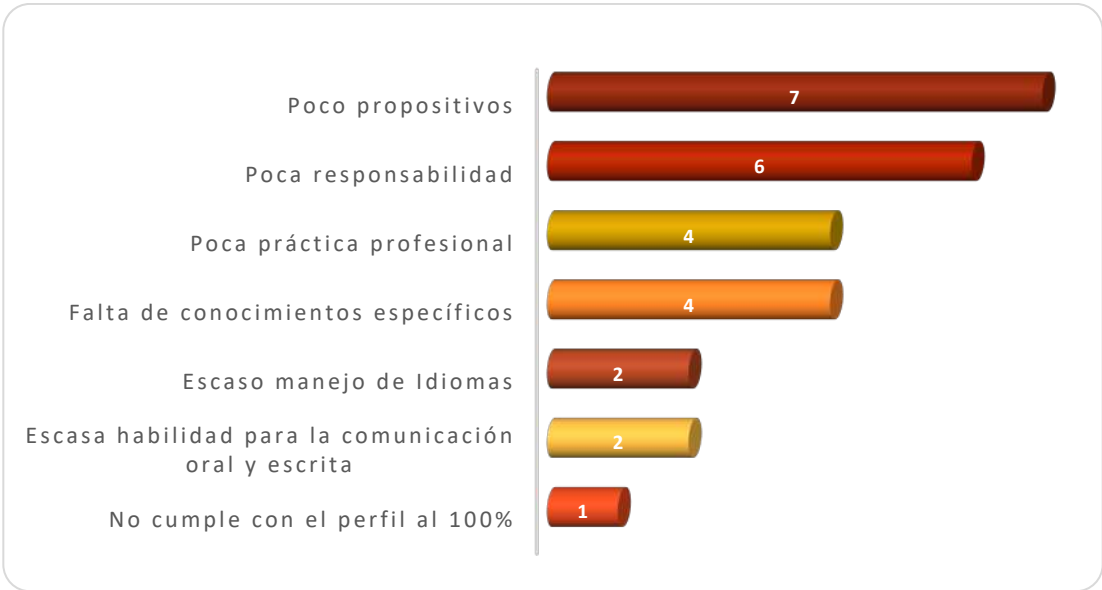 Poco propositivos
7
Poca responsabilidad
6
Poca práctica profesional
4
Falta de conocimientos específicos
4
Escaso manejo de Idiomas
2
Escasa habilidad para la comunicación
oral y escrita
2
No cumple con el perfil al 100%
1